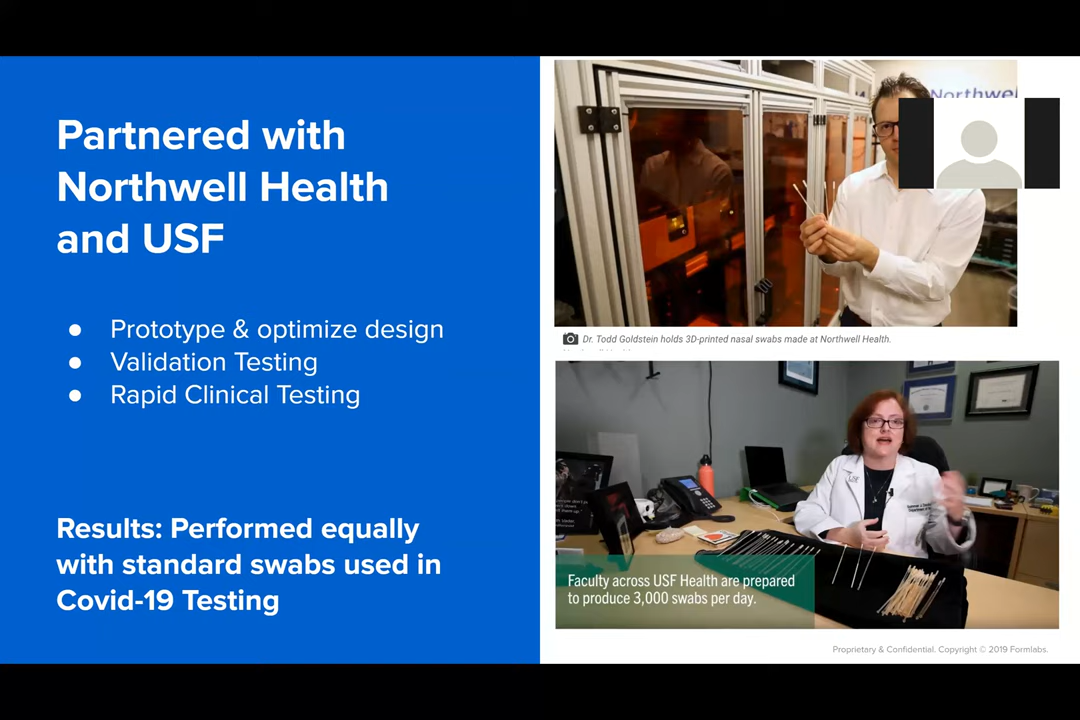 Partnered with
Northwell Health
and USF
● Prototype & optimize design
● Validation Testing
● Rapid Clinical Testing
Results: Performed equally
with standard swabs used in
Covid-19 Testing
Northwell
Dr. Todd Goldstein holds 3D-printed nasal swabs made at Northwell Health.
USF
Faculty across USF Health are prepared
to produce 3,000 swabs per day.
Proprietary & Confidential. Copyright © 2019 Formlabs.